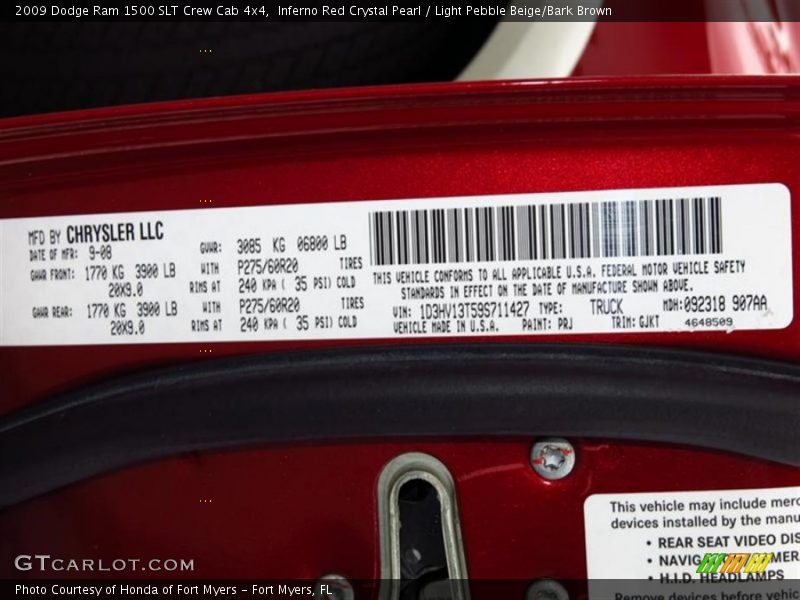 2009 Dodge Ram 1500 SLT Crew Cab 4x4,  Inferno Red Crystal Pearl / Light Pebble Beige/Bark Brown
MFD BY CHRYSLER LLC
DATE OF MFR: 9-08 GVWR: 3085 KG 06800 LB
GAWR FRONT: 1770 KG 3900 LB WITH P275/60R20 TIRES
20X9.0 RIMS AT 240 KPA ( 35 PSI) COLD
GAWR REAR: 1770 KG 3900 LB WITH P275/60R20 TIRES
20X9.0 RIMS AT 240 KPA ( 35 PSI) COLD
THIS VEHICLE CONFORMS TO ALL APPLICABLE U.S.A. FEDERAL MOTOR VEHICLE SAFETY
STANDARDS IN EFFECT ON THE DATE OF MANUFACTURE SHOWN ABOVE.
VIN: 1D3HV13T59S711427 TYPE: TRUCK MDH:092318 907AA
VEHICLE MADE IN U.S.A. PAINT: PRJ TRIM: GJKT 4648509
This vehicle may include merc
devices installed by the manu
• REAR SEAT VIDEO DIS
• NAVIG MER
• H.I.D. HEADLAMPS
Remove devices before vehic
GTCARLOT.COM
Photo Courtesy of Honda of Fort Myers - Fort Myers, FL